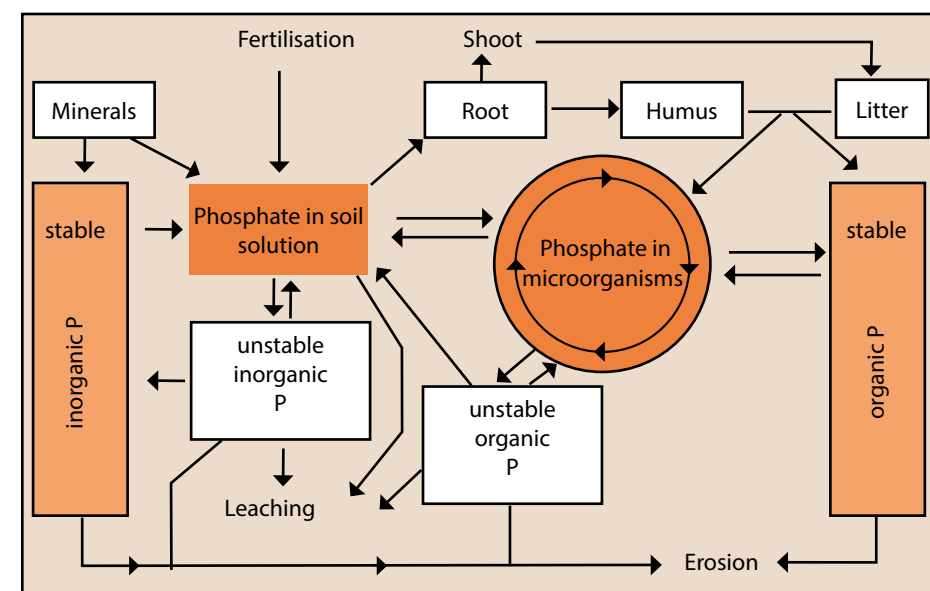 Fertilisation
Shoot
Minerals
Root
Humus
Litter
stable
inorganic P
Phosphate in soil
solution
Phosphate in
microorganisms
stable
organic P
unstable
inorganic
P
unstable
organic
P
Leaching
Erosion